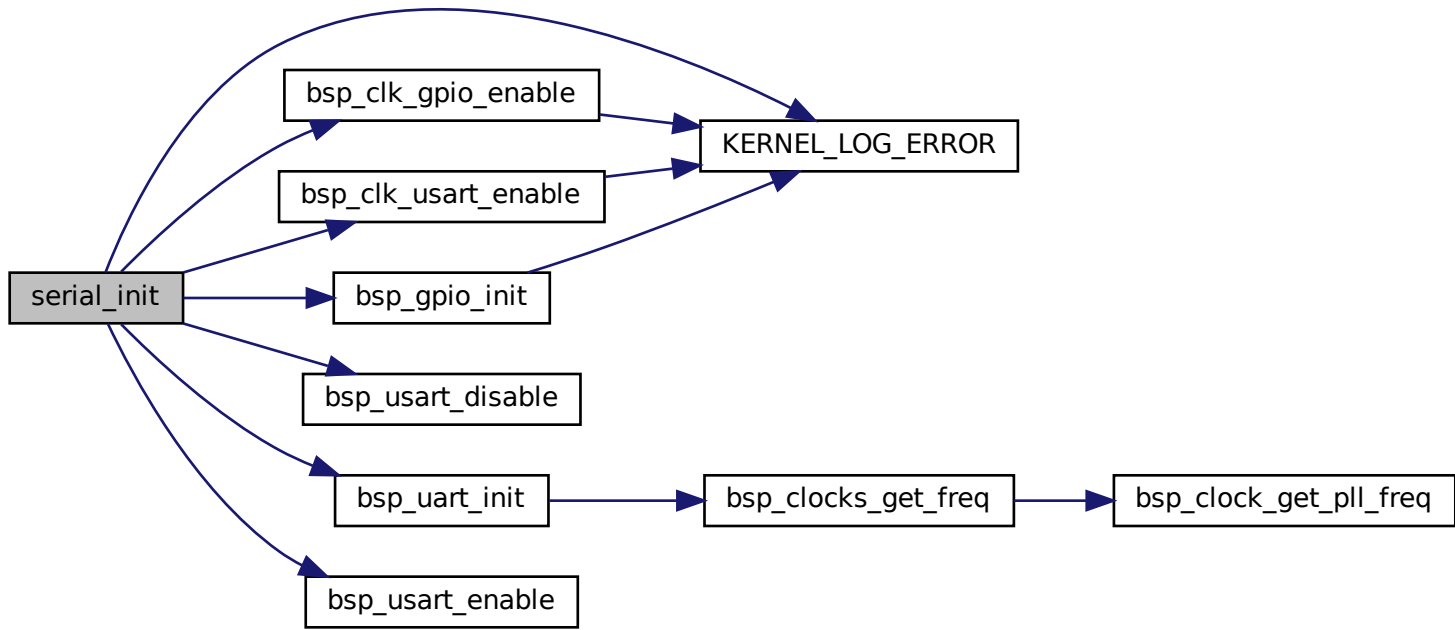 serial_init
bsp_clk_gpio_enable
bsp_clk_usart_enable
bsp_gpio_init
bsp_usart_disable
bsp_uart_init
bsp_usart_enable
KERNEL_LOG_ERROR
bsp_clocks_get_freq
bsp_clock_get_pll_freq